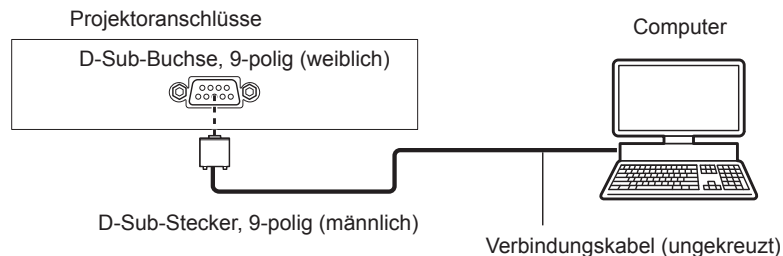 Projektoranschlüsse
Computer
D-Sub-Buchse, 9-polig (weiblich)
D-Sub-Stecker, 9-polig (männlich)
Verbindungskabel (ungekreuzt)